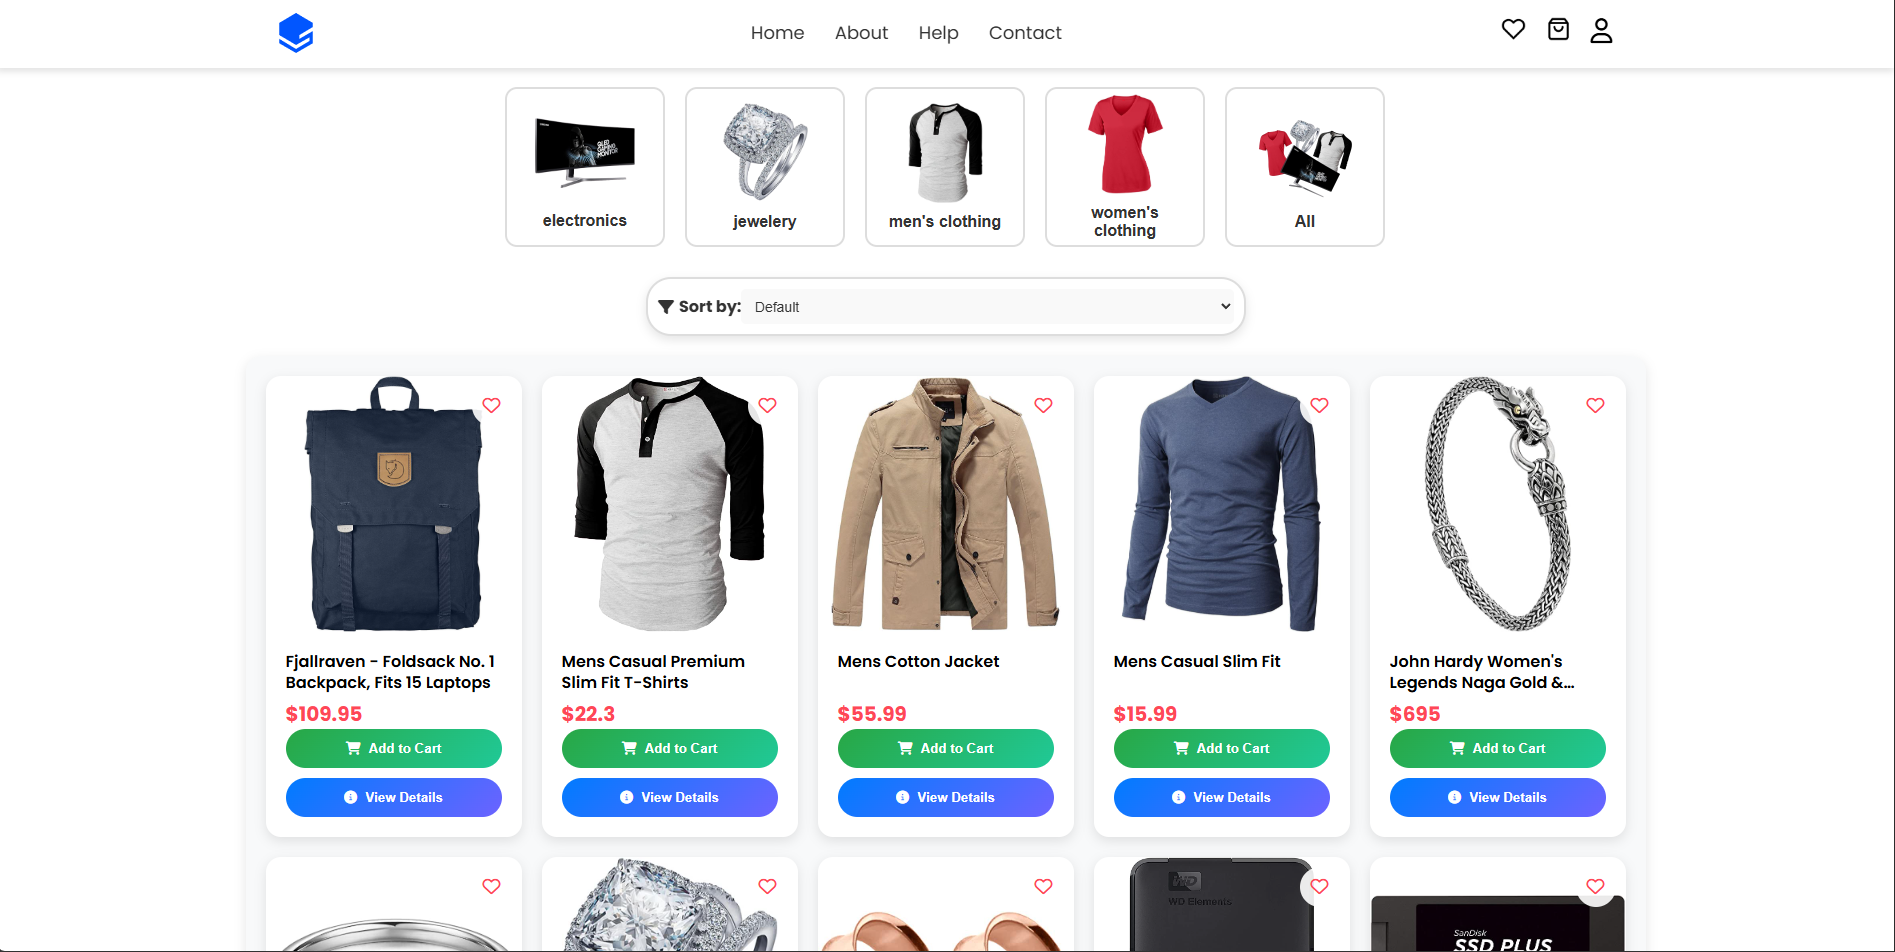 Home About Help Contact
electronics
jewelery
men's clothing
women's
clothing
All
Sort by: Default
Fjallraven - Foldsack No. 1
Backpack, Fits 15 Laptops
$109.95
Add to Cart
View Details
Mens Casual Premium
Slim Fit T-Shirts
$22.3
Add to Cart
View Details
Mens Cotton Jacket
$55.99
Add to Cart
View Details
Mens Casual Slim Fit
$15.99
Add to Cart
View Details
John Hardy Women's
Legends Naga Gold &...
$695
Add to Cart
View Details
WD
WD Elements
SanDisk
SSD PLUS